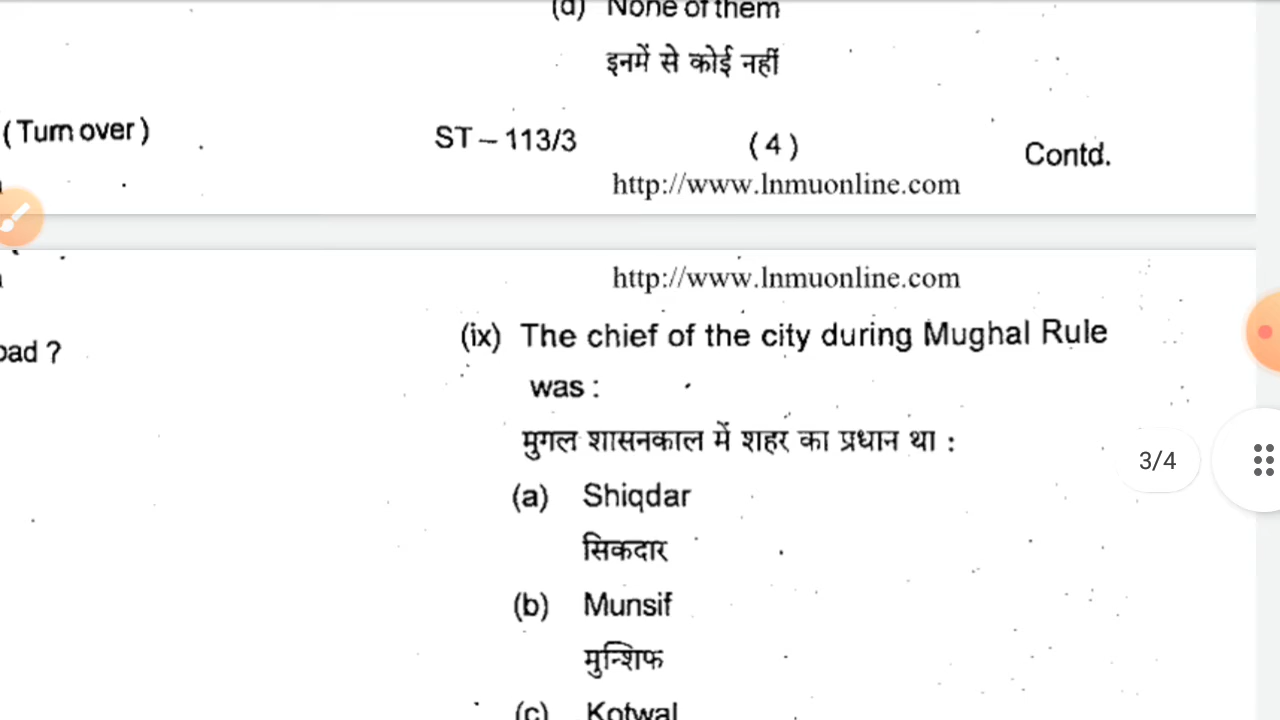 (d) None of them
इनमें से कोई नहीं
(Turn over)
ST – 113/3
(4)
Contd.
http://www.lnmuonline.com
http://www.lnmuonline.com
(ix) The chief of the city during Mughal Rule
was :
मुगल शासनकाल में शहर का प्रधान था :
(a) Shiqdar
सिकदार
(b) Munsif
मुन्शिफ
(c) Kotwal
3/4